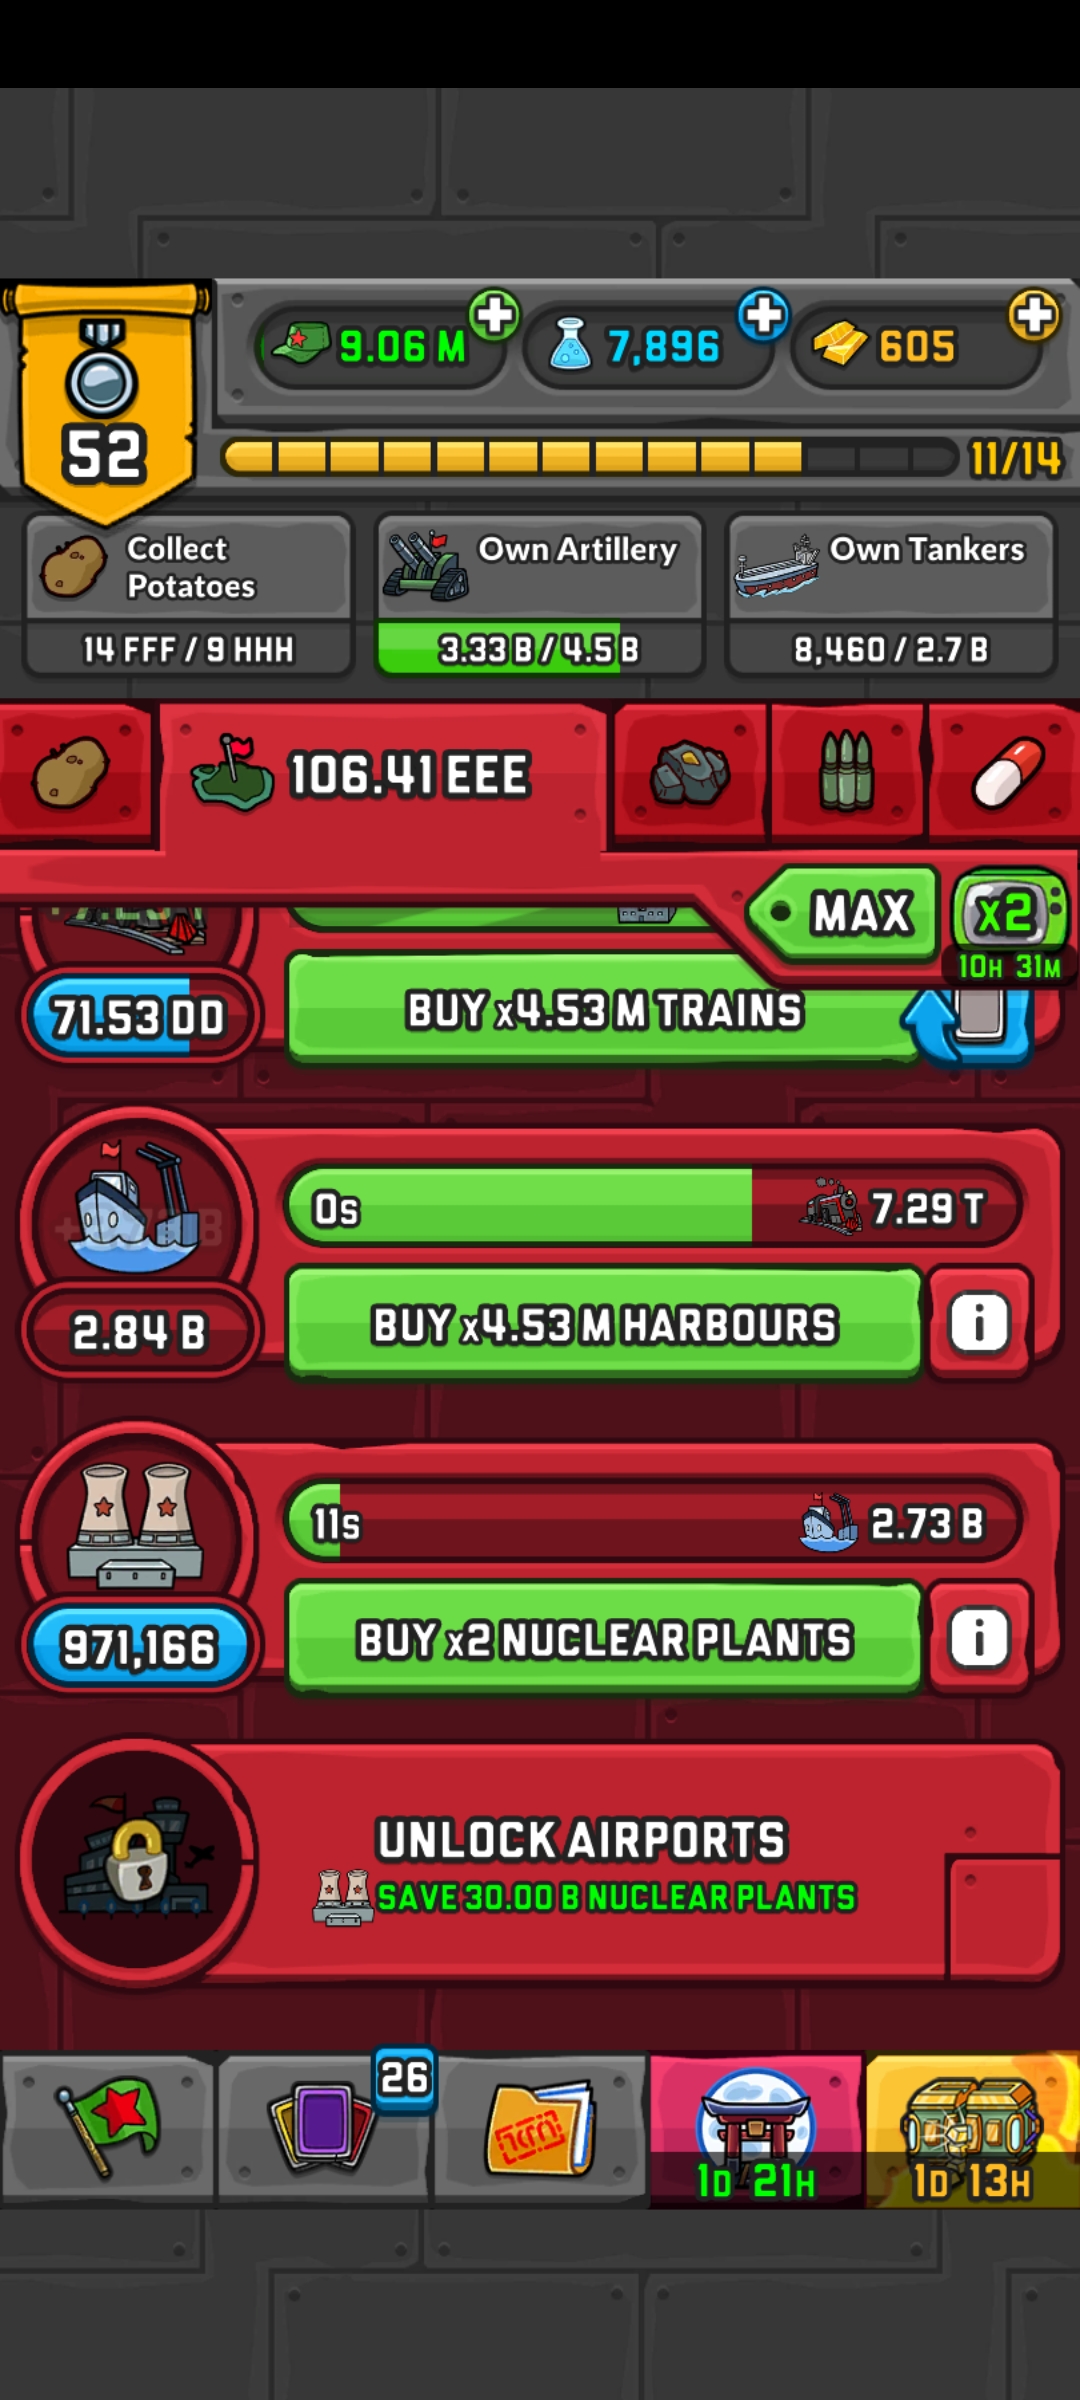 9.06 M
7,896
605
52
11/14
Collect
Potatoes
Own Artillery
Own Tankers
14 FFF / 9 HHH
3.33 B / 4.5 B
8,460 / 2.7 B
106.41 EEE
MAX
x2
10H 31M
71.53 DD
BUY x4.53 M TRAINS
0s
7.29 T
2.84 B
BUY x4.53 M HARBOURS
i
11s
2.73 B
971,166
BUY x2 NUCLEAR PLANTS
i
UNLOCK AIRPORTS
SAVE 30.00 B NUCLEAR PLANTS
26
1D 21H
1D 13H